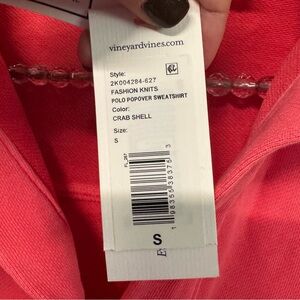 vineyardvines.com
Style:
2K004284-627
FASHION KNITS
POLO POPOVER SWEATSHIRT
Color:
CRAB SHELL
Size:
S
S